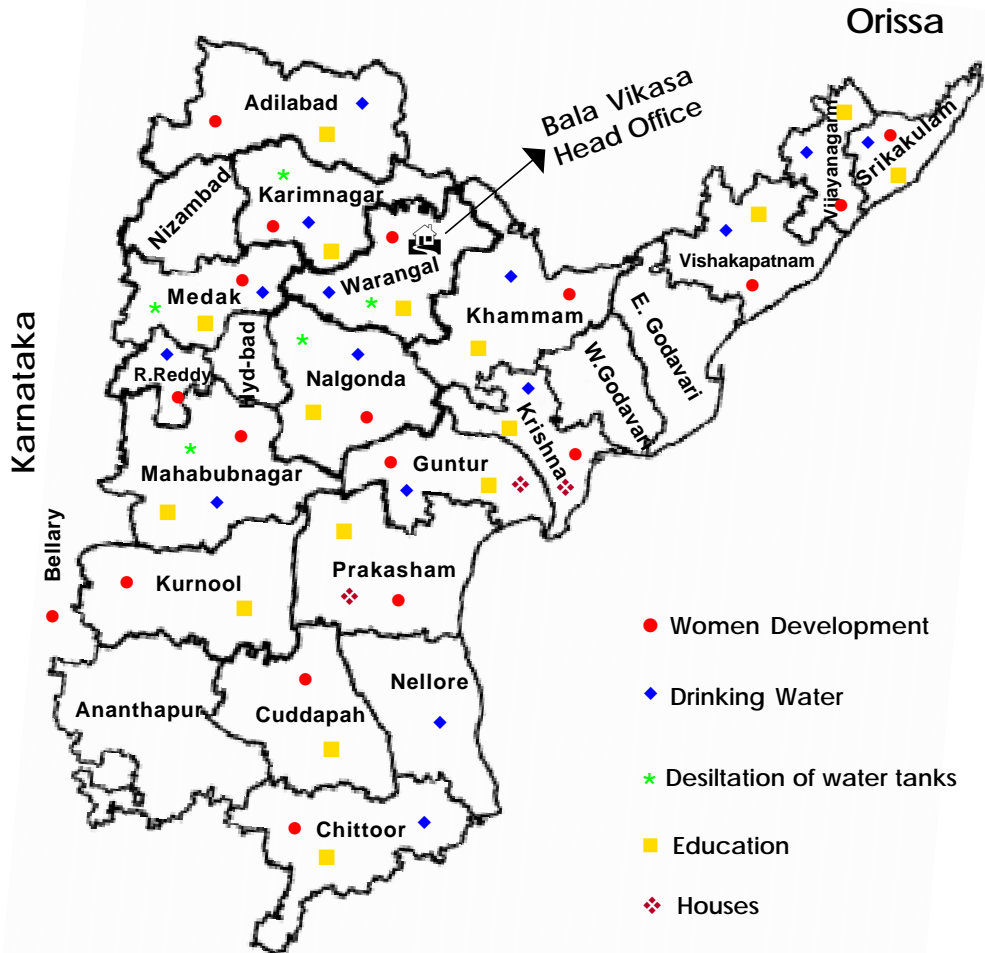 Orissa
Adilabad
Bala Vikasa
Head Office
Nizambad
Karimnagar
Vijayanagarm
Srikakulam
Warangal
Vishakapatnam
Medak
Khammam
E. Godavari
Karnataka
R.Reddy
Hyd-bad
Nalgonda
W.Godavari
Krishna
Mahabubnagar
Guntur
Bellary
Kurnool
Prakasham
Women Development
Nellore
Drinking Water
Ananthapur
Cuddapah
Desiltation of water tanks
Chittoor
Education
Houses